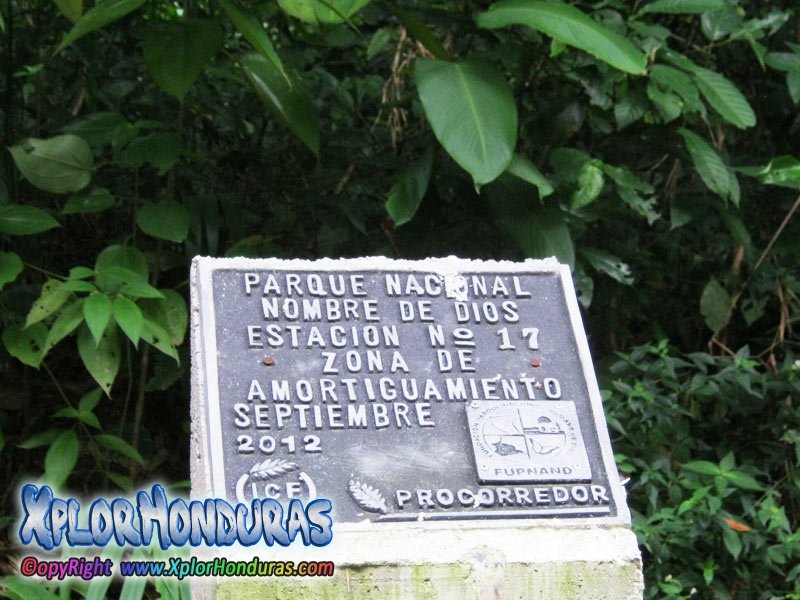 PARQUE NACIONAL
NOMBRE DE DIOS
ESTACION Nº 17
ZONA DE
AMORTIGUAMIENTO
SEPTIEMBRE
2012
FUPNAND
ICF
PROCORREDOR
XplorHonduras
©opyRight www.XplorHonduras.com